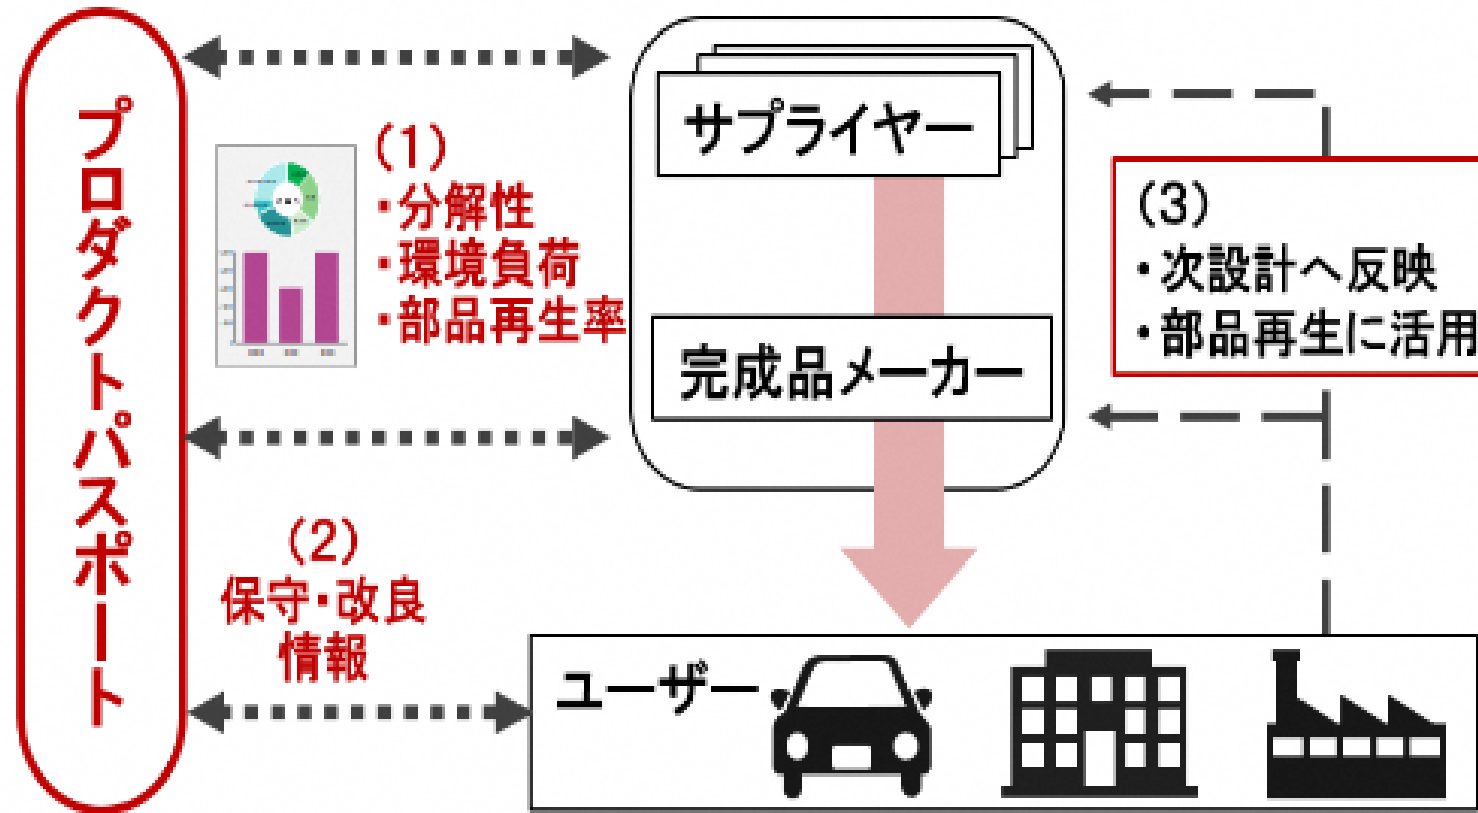 プロダクトパスポート
(1)
・分解性
・環境負荷
・部品再生率
サプライヤー
完成品メーカー
(2)
保守・改良
情報
(3)
・次設計へ反映
・部品再生に活用
ユーザー